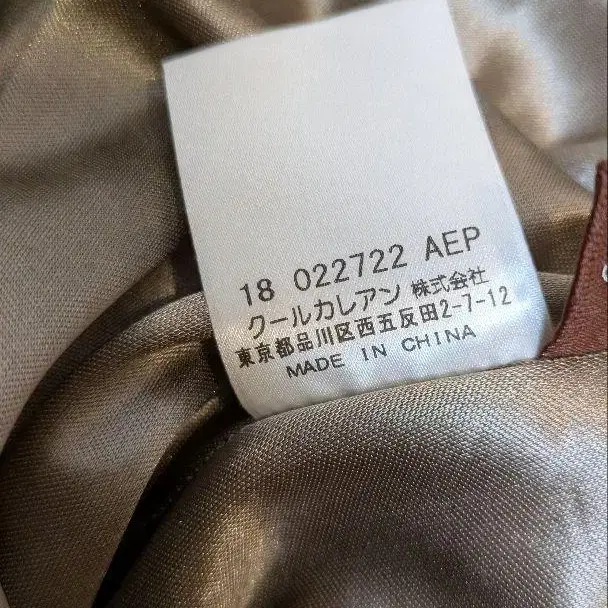 18 022722 AEP
クールカレアン 株式会社
東京都品川区西五反田2-7-12
MADE IN CHINA